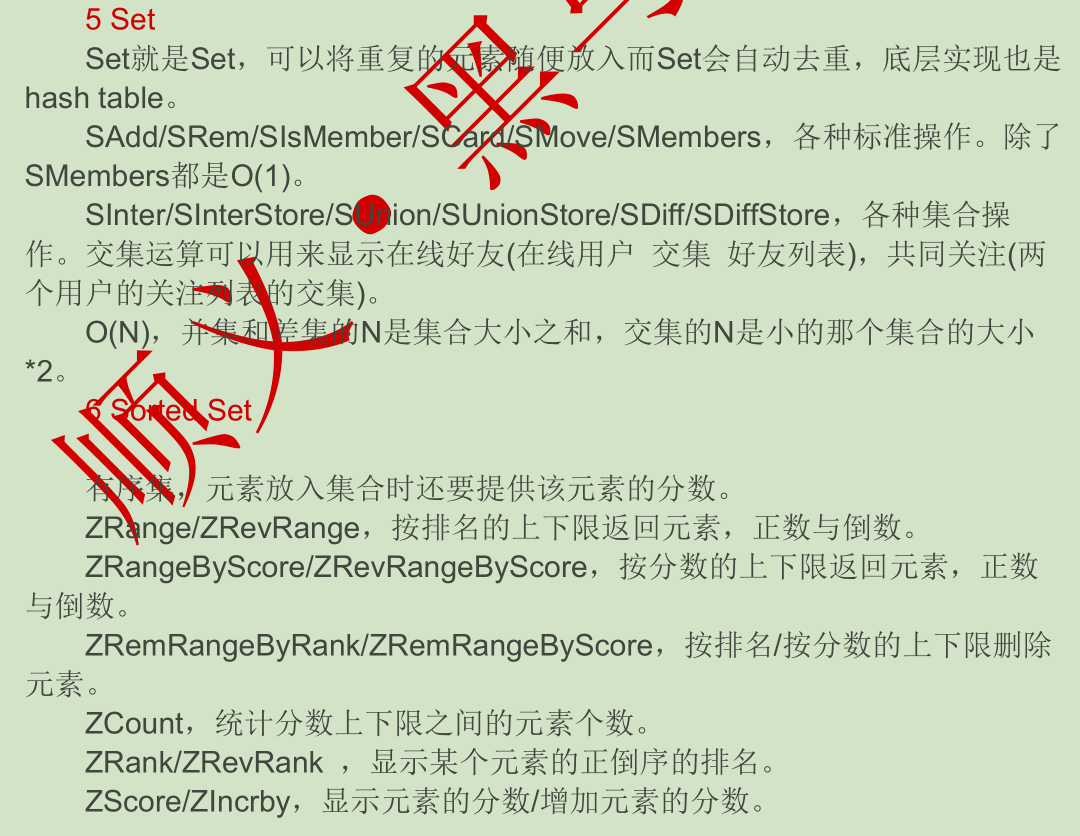 5 Set
Set就是Set，可以将重复的元素随便放入而Set会自动去重，底层实现也是
hash table。
SAdd/SRem/SIsMember/SCard/SMove/SMembers，各种标准操作。除了
SMembers都是O(1)。
SInter/SInterStore/SUnion/SUnionStore/SDiff/SDiffStore，各种集合操
作。交集运算可以用来显示在线好友(在线用户 交集 好友列表)，共同关注(两
个用户的关注列表的交集)。
O(N)，并集和差集的N是集合大小之和，交集的N是小的那个集合的大小
*2。
6 Sorted Set
有序集，元素放入集合时还要提供该元素的分数。
ZRange/ZRevRange，按排名的上下限返回元素，正数与倒数。
ZRangeByScore/ZRevRangeByScore，按分数的上下限返回元素，正数
与倒数。
ZRemRangeByRank/ZRemRangeByScore，按排名/按分数的上下限删除
元素。
ZCount，统计分数上下限之间的元素个数。
ZRank/ZRevRank ，显示某个元素的正倒序的排名。
ZScore/ZIncrby，显示元素的分数/增加元素的分数。
顺义·黑